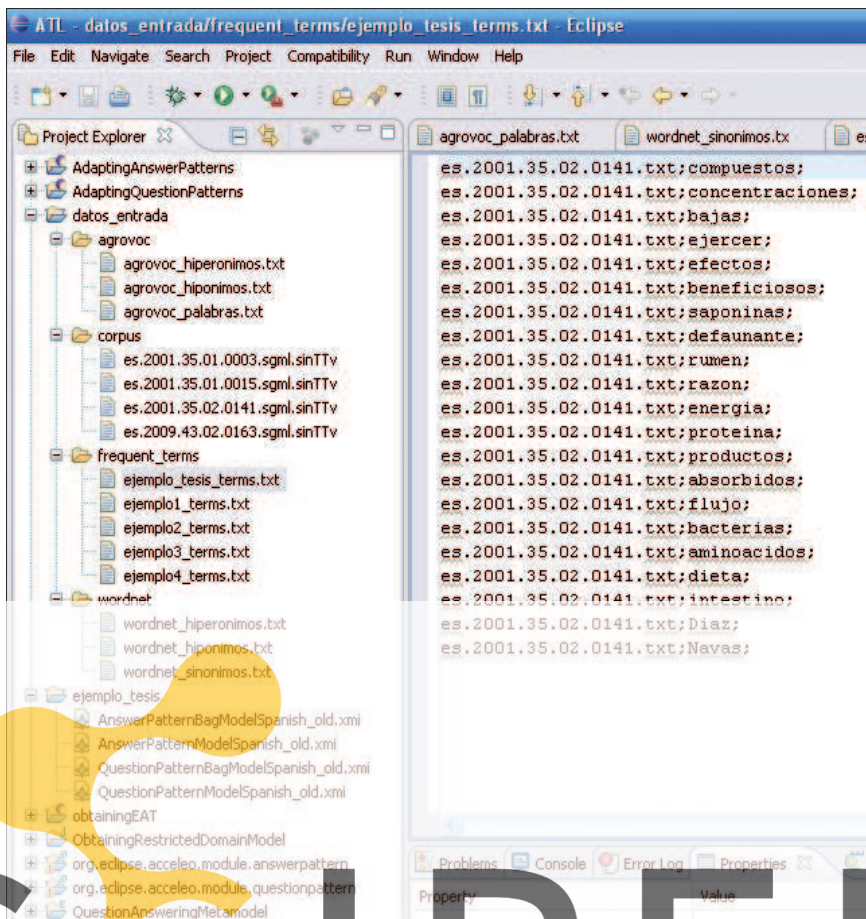 ATL - datos_entrada/frequent_terms/ejemplo_tesis_terms.txt - Eclipse
File Edit Navigate Search Project Compatibility Run Window Help
Project Explorer
AdaptingAnswerPatterns
AdaptingQuestionPatterns
datos_entrada
agrovoc
agrovoc_hiperonimos.txt
agrovoc_hiponimos.txt
agrovoc_palabras.txt
corpus
es.2001.35.01.0003.sgml.sinTTv
es.2001.35.01.0015.sgml.sinTTv
es.2001.35.02.0141.sgml.sinTTv
es.2009.43.02.0163.sgml.sinTTv
frequent_terms
ejemplo_tesis_terms.txt
ejemplo1_terms.txt
ejemplo2_terms.txt
ejemplo3_terms.txt
ejemplo4_terms.txt
wordnet
wordnet_hiperonimos.txt
wordnet_hiponimos.txt
wordnet_sinonimos.txt
ejemplo_tesis
AnswerPatternBagModelSpanish_old.xmi
AnswerPatternModelSpanish_old.xmi
QuestionPatternBagModelSpanish_old.xmi
QuestionPatternModelSpanish_old.xmi
obtainingEAT
ObtainingRestrictedDomainModel
org.eclipse.acceleo.module.answerpattern
org.eclipse.acceleo.module.questionpattern
QuestionAnsweringMetamodel
agrovoc_palabras.txt wordnet_sinonimos.tx es
es.2001.35.02.0141.txt;compuestos;
es.2001.35.02.0141.txt;concentraciones;
es.2001.35.02.0141.txt;bajas;
es.2001.35.02.0141.txt;ejercer;
es.2001.35.02.0141.txt;efectos;
es.2001.35.02.0141.txt;beneficiosos;
es.2001.35.02.0141.txt;saponinas;
es.2001.35.02.0141.txt;defaunante;
es.2001.35.02.0141.txt;rumen;
es.2001.35.02.0141.txt;razon;
es.2001.35.02.0141.txt;energia;
es.2001.35.02.0141.txt;proteina;
es.2001.35.02.0141.txt;productos;
es.2001.35.02.0141.txt;absorbidos;
es.2001.35.02.0141.txt;flujo;
es.2001.35.02.0141.txt;bacterias;
es.2001.35.02.0141.txt;aminoacidos;
es.2001.35.02.0141.txt;dieta;
es.2001.35.02.0141.txt;intestino;
es.2001.35.02.0141.txt;Diaz;
es.2001.35.02.0141.txt;Navas;
Problems Console Error Log Properties
Property Value